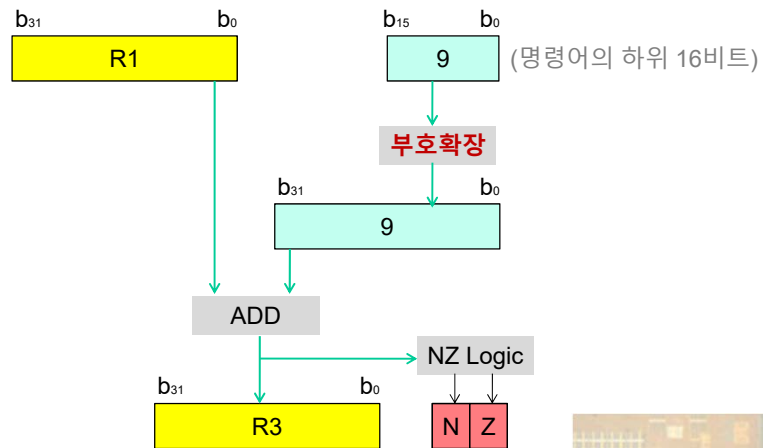 b31 b0 b15 b0
R1 9 (명령어의 하위 16비트)
부호확장
b31 b0
9
ADD
NZ Logic
b31 b0
R3 N Z